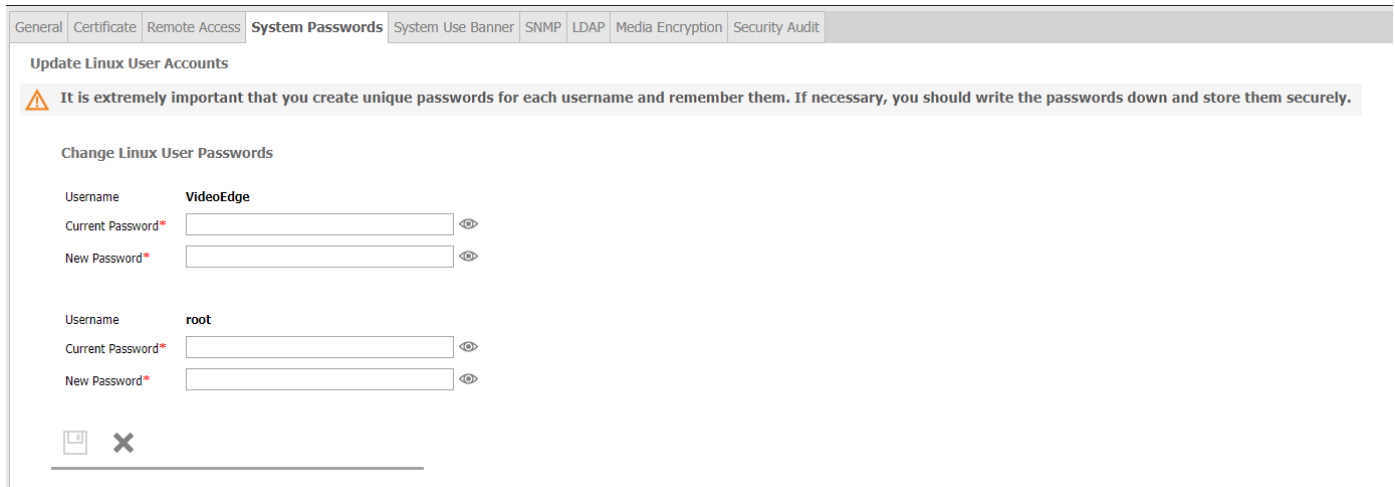 General Certificate Remote Access System Passwords System Use Banner SNMP LDAP Media Encryption Security Audit
Update Linux User Accounts
It is extremely important that you create unique passwords for each username and remember them. If necessary, you should write the passwords down and store them securely.
Change Linux User Passwords
Username VideoEdge
Current Password*
New Password*
Username root
Current Password*
New Password*